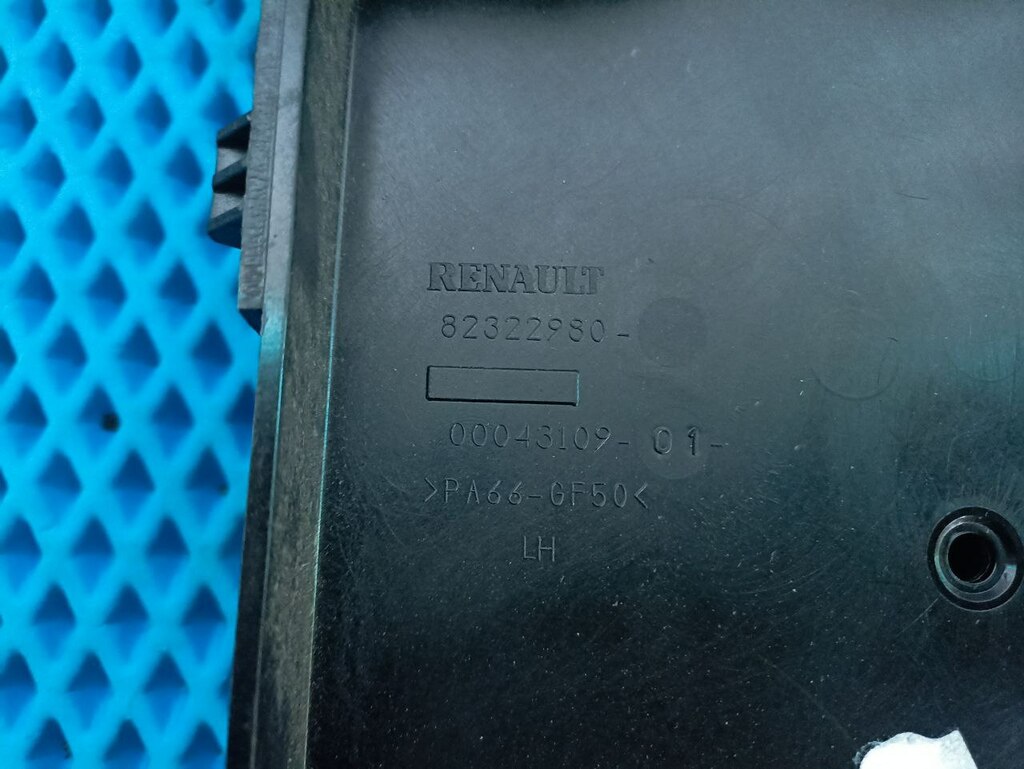 RENAULT
82322980-
00043109- 01-
>PA66-GF50<
LH